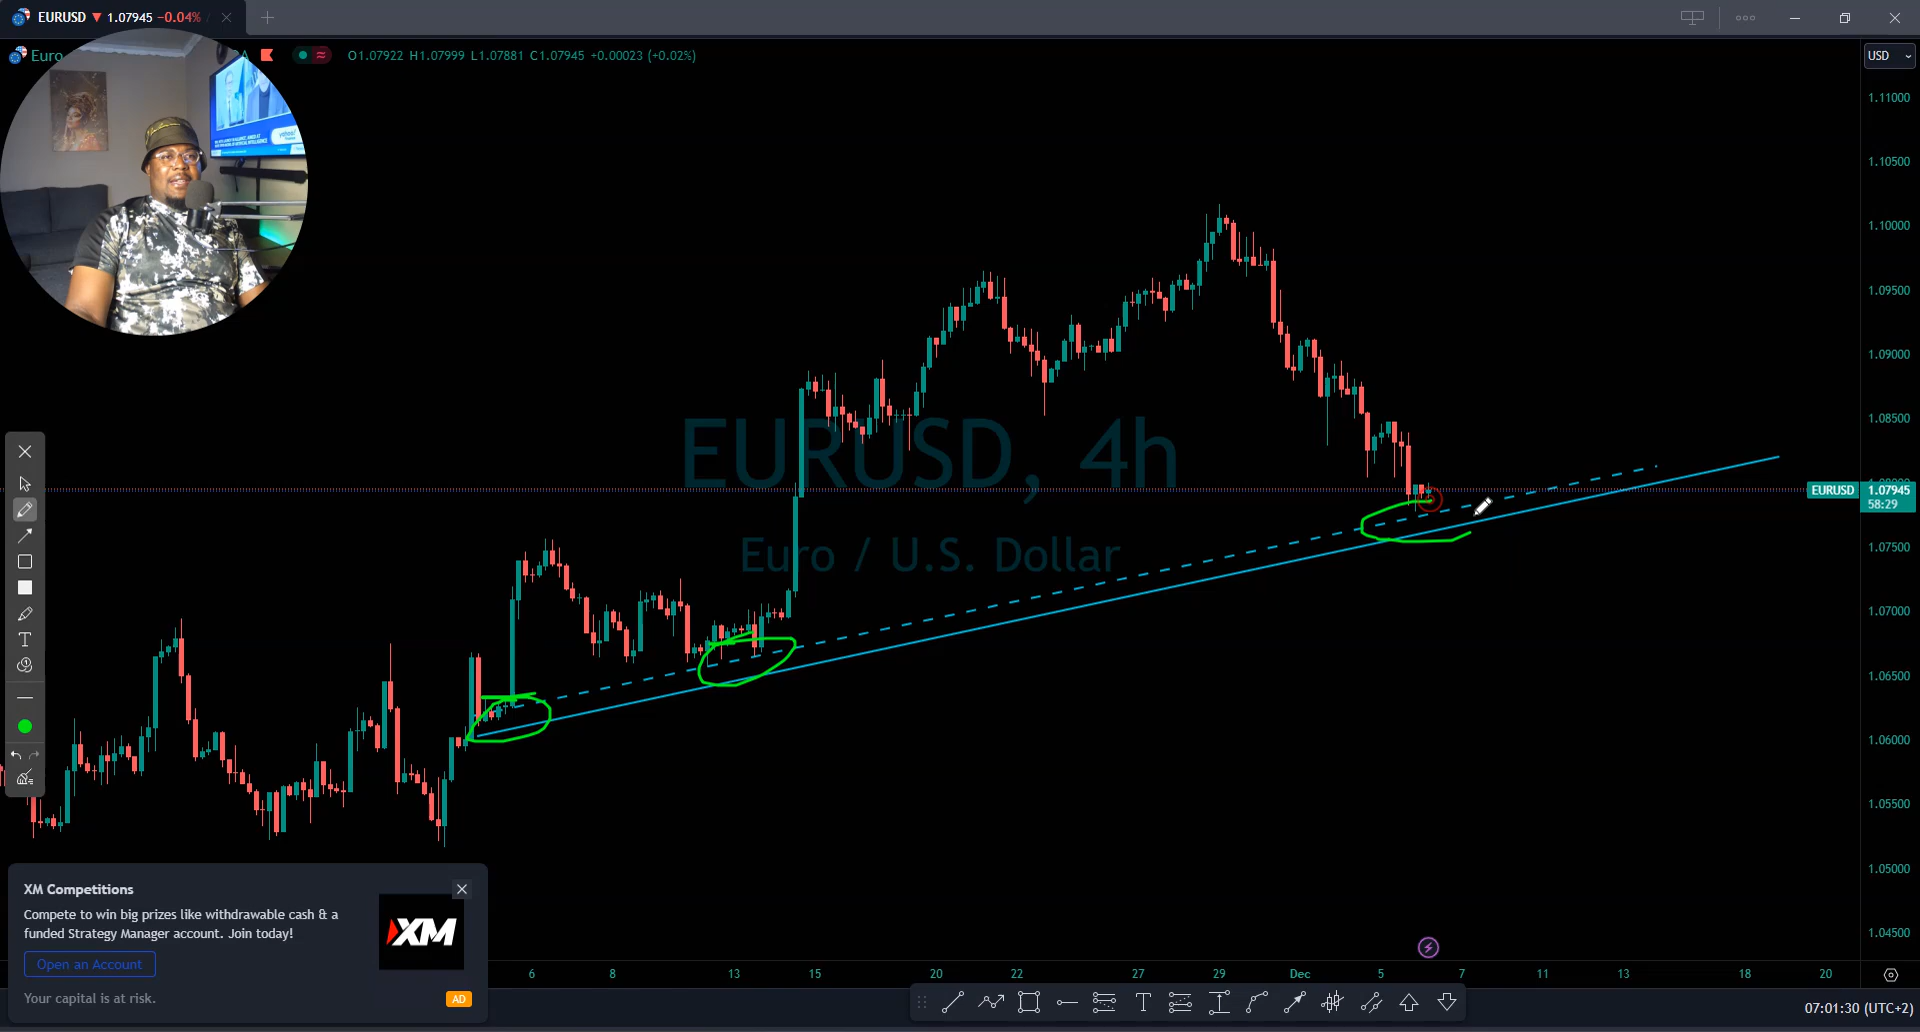 EURUSD ▼ 1.07945 −0.04%
Euro
O1.07922 H1.07999 L1.07881 C1.07945 +0.00023 (+0.02%)
USD
1.11000
1.10500
1.10000
1.09500
1.09000
1.08500
EURUSD, 4h
Euro / U.S. Dollar
EURUSD 1.07945
58:29
1.07500
1.07000
1.06500
1.06000
1.05500
1.05000
1.04500
T
XM Competitions
Compete to win big prizes like withdrawable cash & a
funded Strategy Manager account. Join today!
XM
Open an Account
Your capital is at risk.
AD
6 8 13 15 20 22 27 29 Dec 5 7 11 13 18 20
T
07:01:30 (UTC+2)